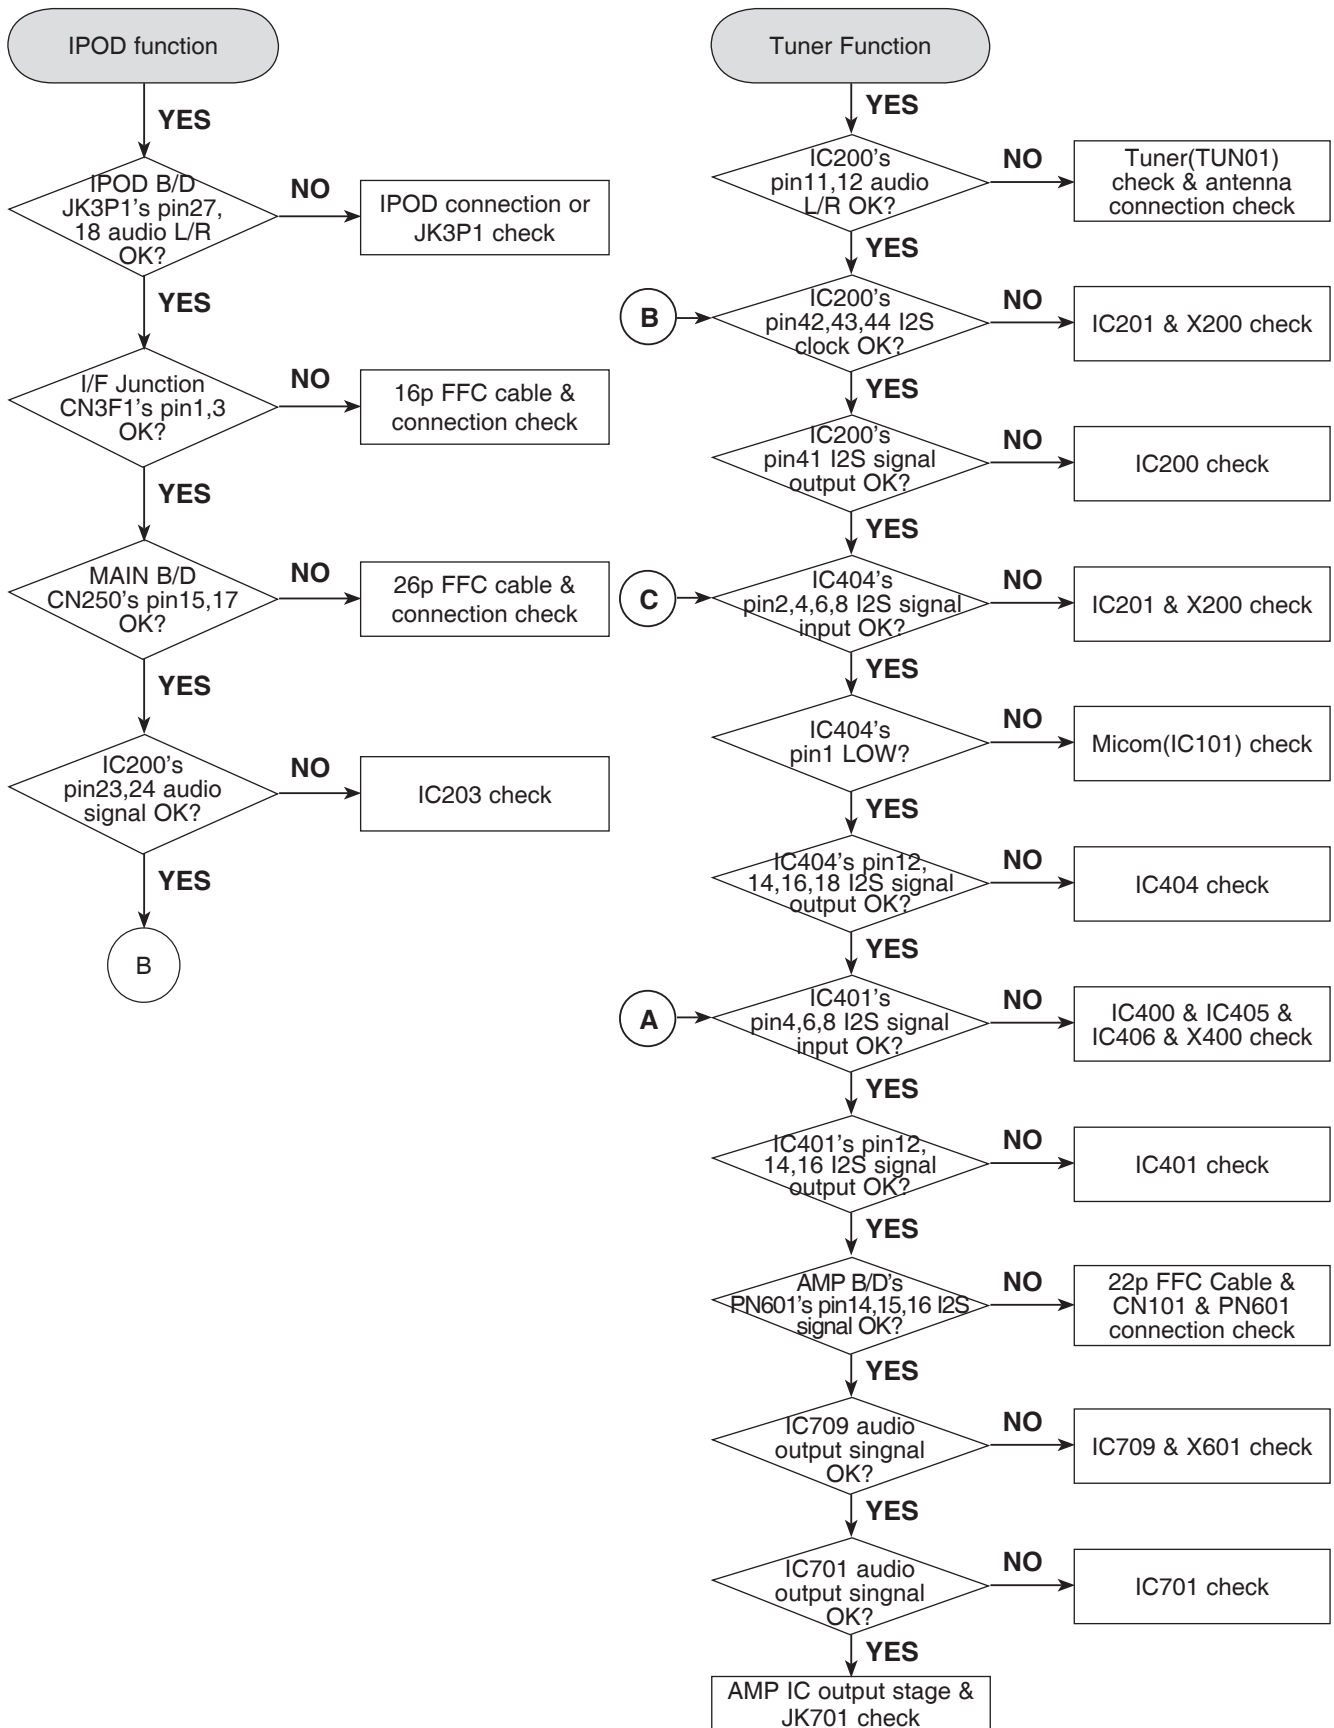 IPOD function
YES
IPOD B/D
JK3P1's pin27,
18 audio L/R
OK?
NO
IPOD connection or
JK3P1 check
YES
I/F Junction
CN3F1's pin1,3
OK?
NO
16p FFC cable &
connection check
YES
MAIN B/D
CN250's pin15,17
OK?
NO
26p FFC cable &
connection check
YES
IC200's
pin23,24 audio
signal OK?
NO
IC203 check
YES
B
Tuner Function
YES
IC200's
pin11,12 audio
L/R OK?
NO
Tuner(TUN01)
check & antenna
connection check
YES
B
IC200's
pin42,43,44 I2S
clock OK?
NO
IC201 & X200 check
YES
IC200's
pin41 I2S signal
output OK?
NO
IC200 check
YES
C
IC404's
pin2,4,6,8 I2S signal
input OK?
NO
IC201 & X200 check
YES
IC404's
pin1 LOW?
NO
Micom(IC101) check
YES
IC404's pin12,
14,16,18 I2S signal
output OK?
NO
IC404 check
YES
A
IC401's
pin4,6,8 I2S signal
input OK?
NO
IC400 & IC405 &
IC406 & X400 check
YES
IC401's pin12,
14,16 I2S signal
output OK?
NO
IC401 check
YES
AMP B/D's
PN601's pin14,15,16 I2S
signal OK?
NO
22p FFC Cable &
CN101 & PN601
connection check
YES
IC709 audio
output singnal
OK?
NO
IC709 & X601 check
YES
IC701 audio
output singnal
OK?
NO
IC701 check
YES
AMP IC output stage &
JK701 check